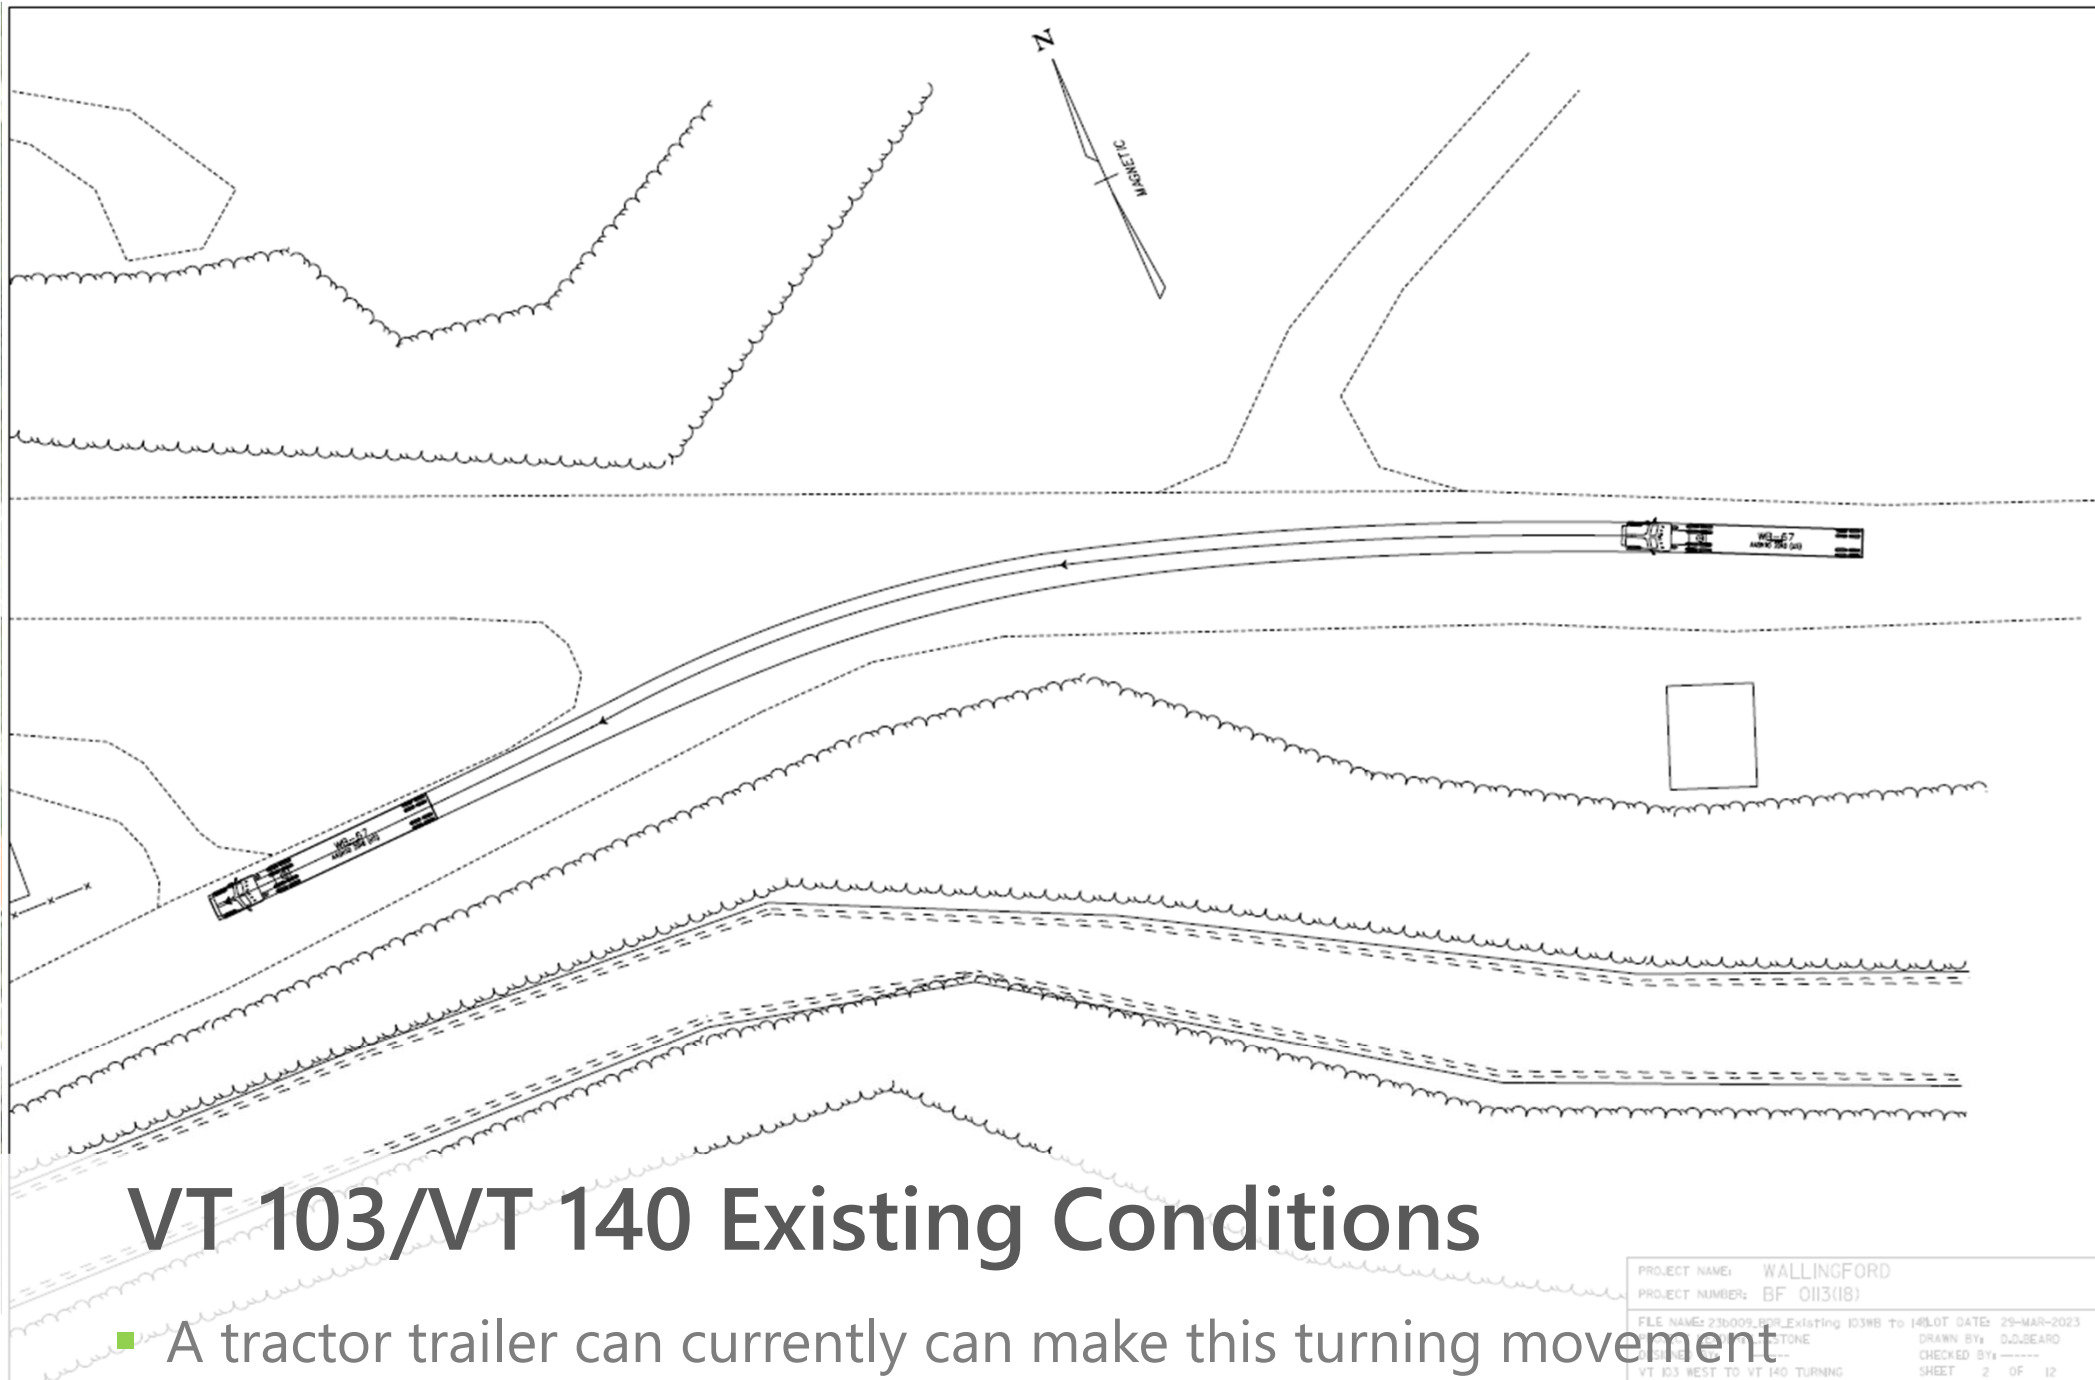 N
MAGNETIC
WB-67
WB-67
VT 103/VT 140 Existing Conditions
A tractor trailer can currently can make this turning movement
PROJECT NAME: WALLINGFORD
PROJECT NUMBER: BF 0113(18)
FILE NAME: PLOT DATE: 29-MAR-2023
DRAWN BY: D.D.BEARD
CHECKED BY: -----
VT 103 WEST TO VT 140 TURNING SHEET 2 OF 12